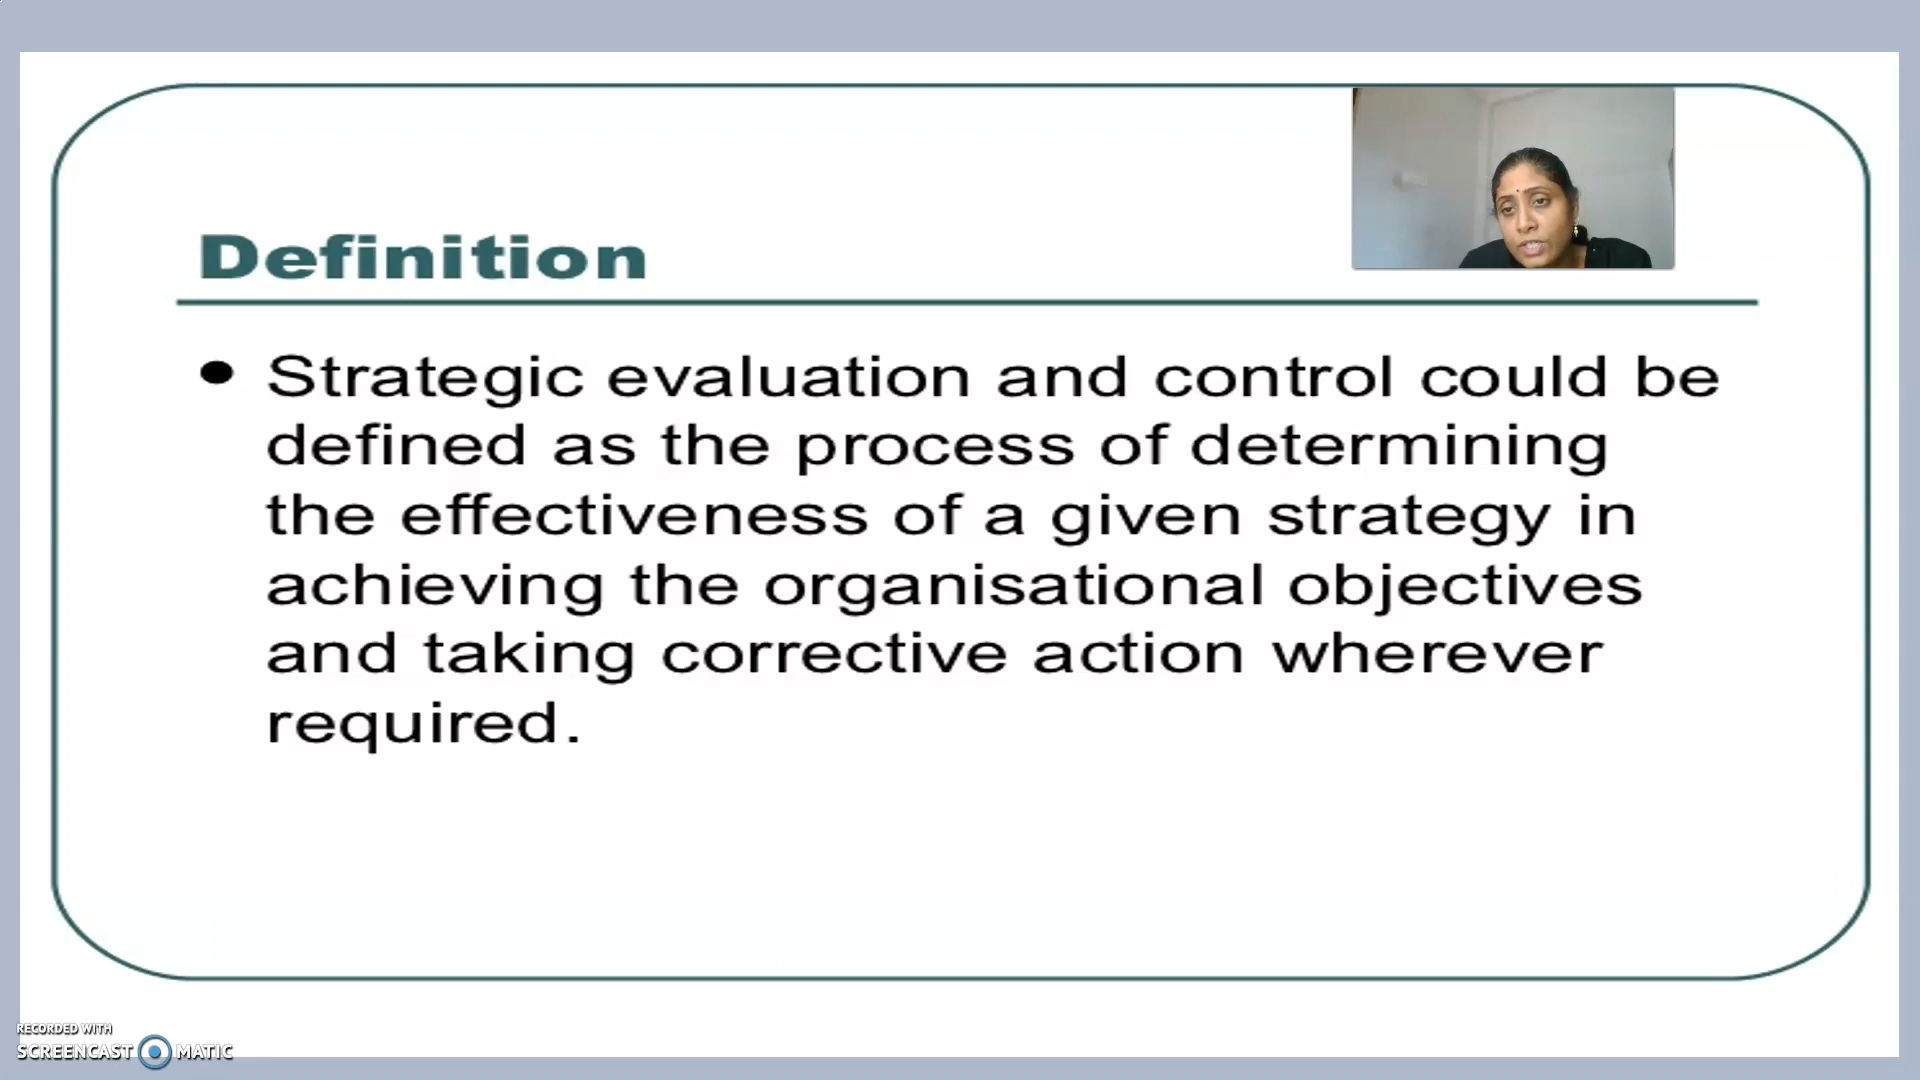 Definition
• Strategic evaluation and control could be
defined as the process of determining
the effectiveness of a given strategy in
achieving the organisational objectives
and taking corrective action wherever
required.
RECORDED WITH
SCREENCAST MATIC